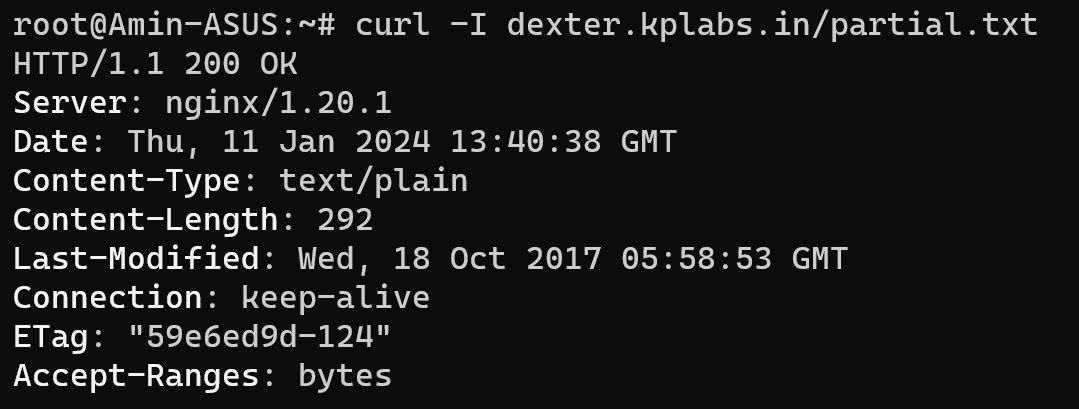 root@Amin-ASUS:~# curl -I dexter.kplabs.in/partial.txt
HTTP/1.1 200 OK
Server: nginx/1.20.1
Date: Thu, 11 Jan 2024 13:40:38 GMT
Content-Type: text/plain
Content-Length: 292
Last-Modified: Wed, 18 Oct 2017 05:58:53 GMT
Connection: keep-alive
ETag: "59e6ed9d-124"
Accept-Ranges: bytes